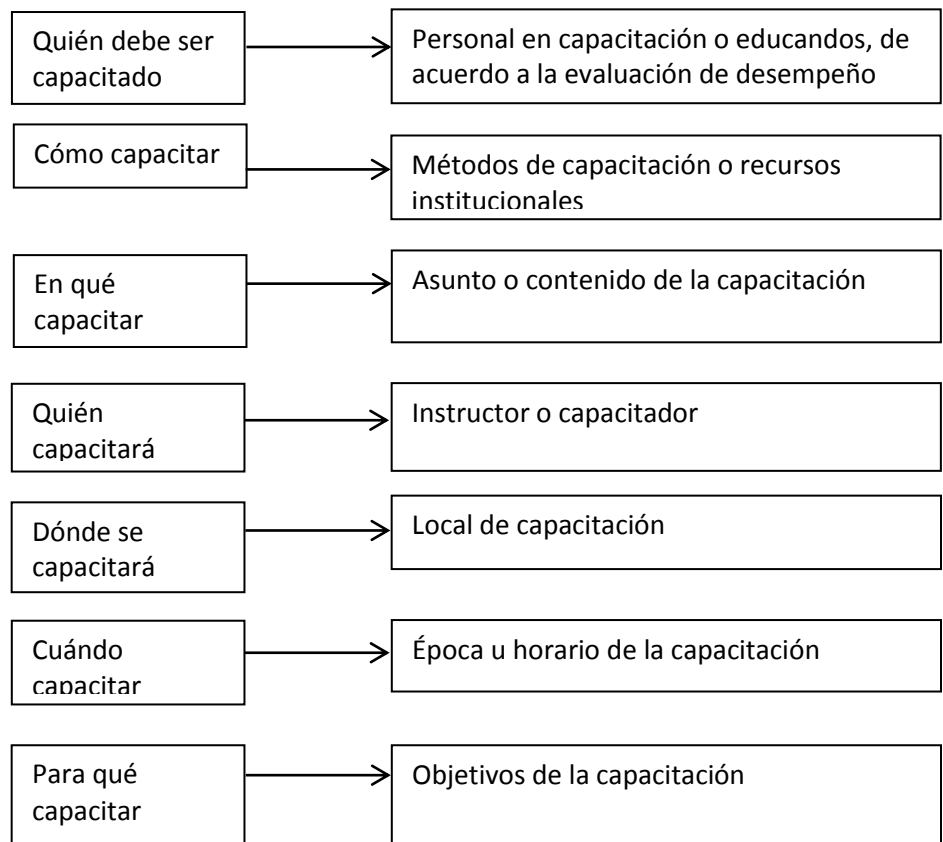 Quién debe ser
capacitado
Personal en capacitación o educandos, de
acuerdo a la evaluación de desempeño
Cómo capacitar
Métodos de capacitación o recursos
institucionales
En qué
capacitar
Asunto o contenido de la capacitación
Quién
capacitará
Instructor o capacitador
Dónde se
capacitará
Local de capacitación
Cuándo
capacitar
Época u horario de la capacitación
Para qué
capacitar
Objetivos de la capacitación